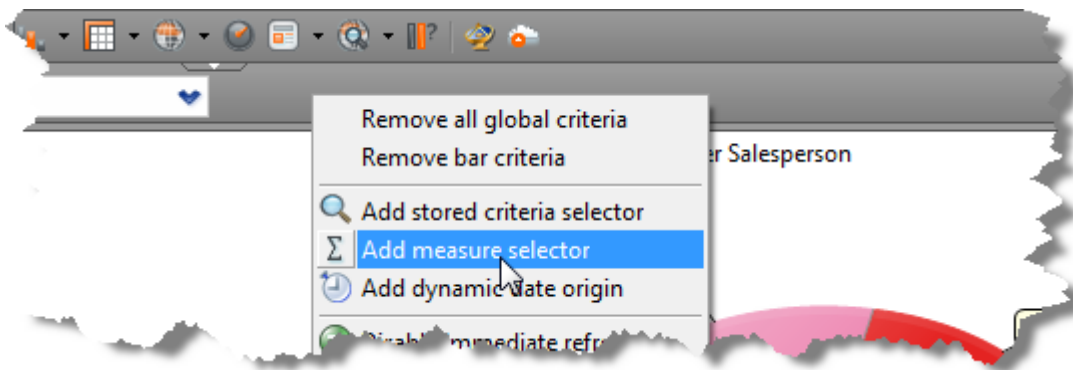 Remove all global criteria
Remove bar criteria
Salesperson
Add stored criteria selector
Add measure selector
Add dynamic date origin